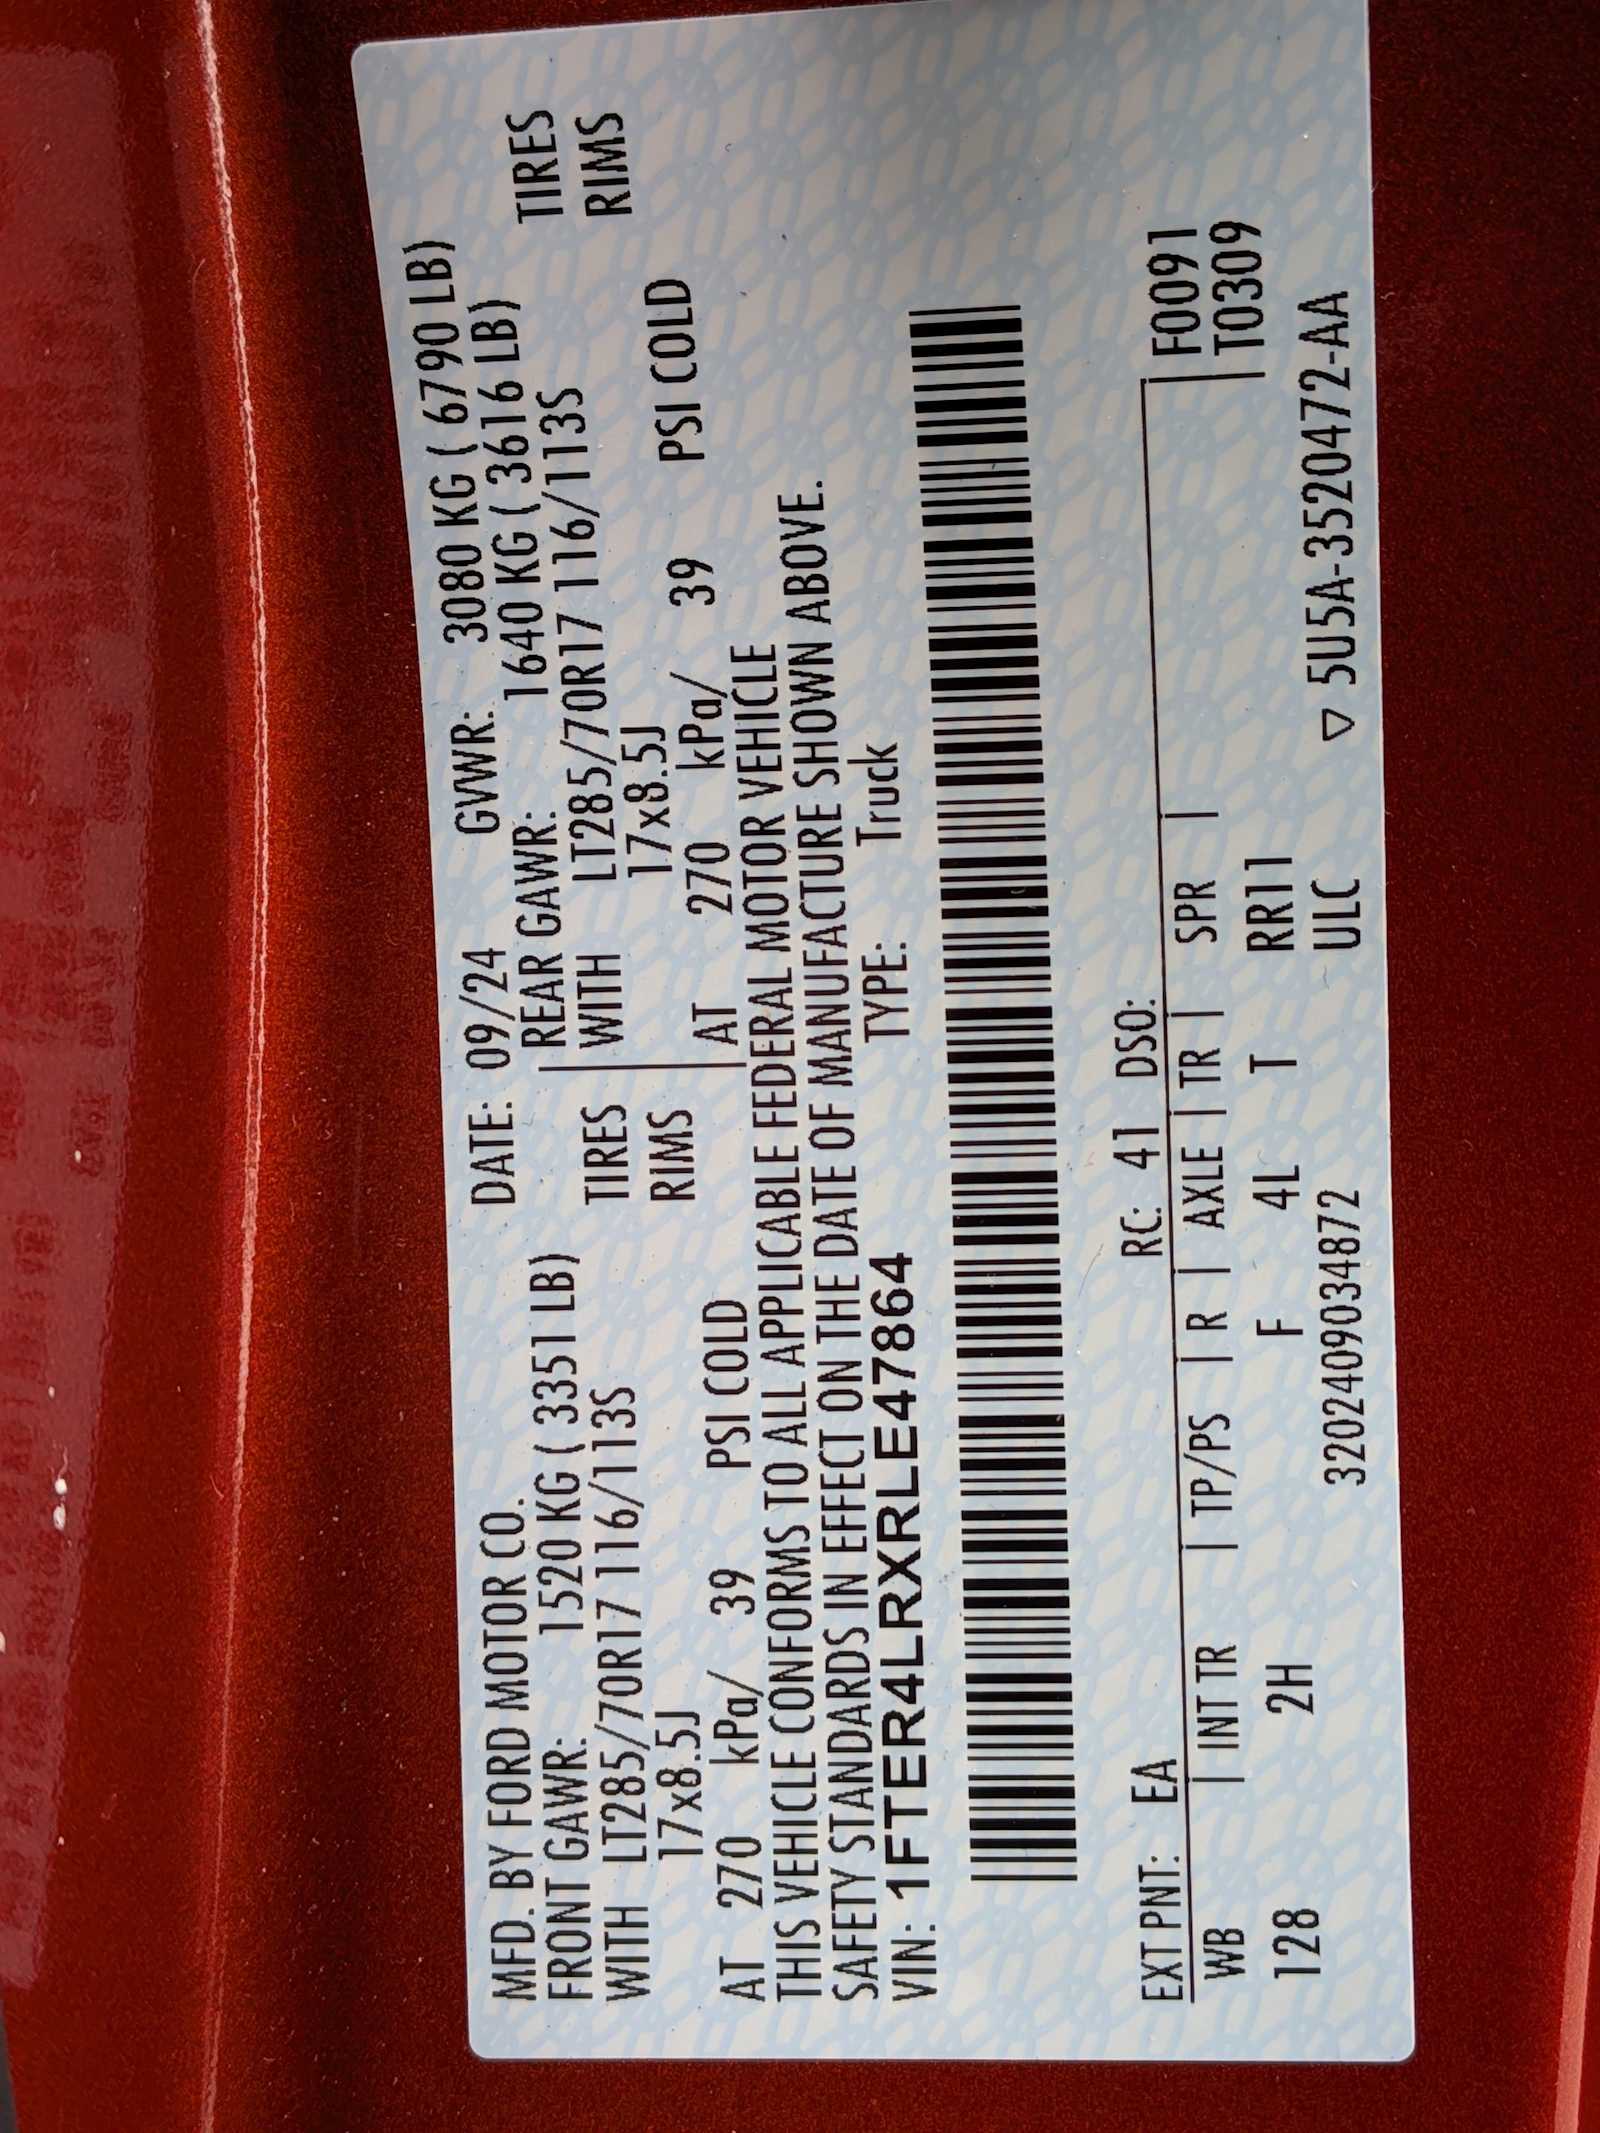 MFD. BY FORD MOTOR CO. DATE: 09/24 GVWR: 3080 KG ( 6790 LB)
FRONT GAWR: 1520 KG ( 3351 LB) REAR GAWR: 1640 KG ( 3616 LB)
WITH LT285/70R17 116/113S TIRES WITH LT285/70R17 116/113S TIRES
17x8.5J RIMS 17x8.5J RIMS
AT 270 kPa/ 39 PSI COLD AT 270 kPa/ 39 PSI COLD
THIS VEHICLE CONFORMS TO ALL APPLICABLE FEDERAL MOTOR VEHICLE
SAFETY STANDARDS IN EFFECT ON THE DATE OF MANUFACTURE SHOWN ABOVE.
VIN: 1FTER4LRXRLE47864 TYPE: Truck
EXT PNT: EA RC: 41 DSO: F0091
WB | INT TR | TP/PS | R | AXLE | TR | SPR | T0309
128 2H F 4L T RR11
320240903487​2 ULC ▽ 5U5A-3520472-AA